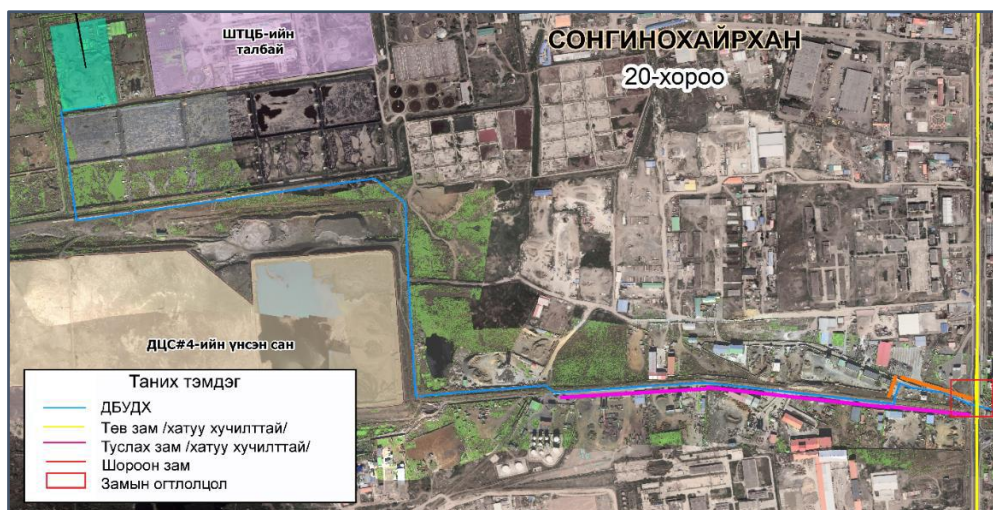 ШТЦБ-ийн
талбай
СОНГИНОХАЙРХАН
20-хороо
ДЦС#4-ийн үнсэн сан
Таних тэмдэг
ДБУДХ
Төв зам /хатуу хучилттай/
Туслах зам /хатуу хучилттай/
Шороон зам
Замын огтлолцол